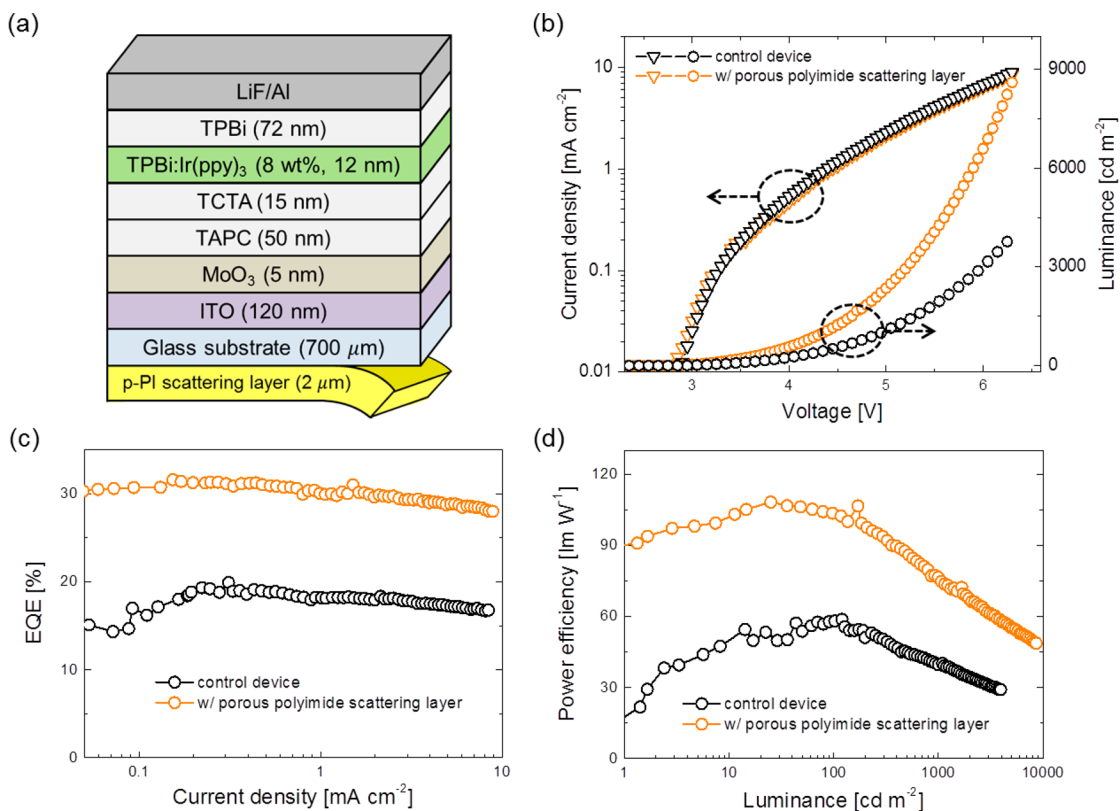 (a)
LiF/Al
TPBi (72 nm)
TPBi:Ir(ppy)₃ (8 wt%, 12 nm)
TCTA (15 nm)
TAPC (50 nm)
MoO₃ (5 nm)
ITO (120 nm)
Glass substrate (700 μm)
p-PI scattering layer (2 μm)
(b)
control device
w/ porous polyimide scattering layer
Current density [mA cm⁻²]
10
1
0.1
0.01
3
4
5
6
Voltage [V]
9000
6000
3000
0
Luminance [cd m⁻²]
(c)
EQE [%]
30
20
10
0
control device
w/ porous polyimide scattering layer
0.1
1
10
Current density [mA cm⁻²]
(d)
Power efficiency [lm W⁻¹]
120
90
60
30
0
control device
w/ porous polyimide scattering layer
1
10
100
1000
10000
Luminance [cd m⁻²]